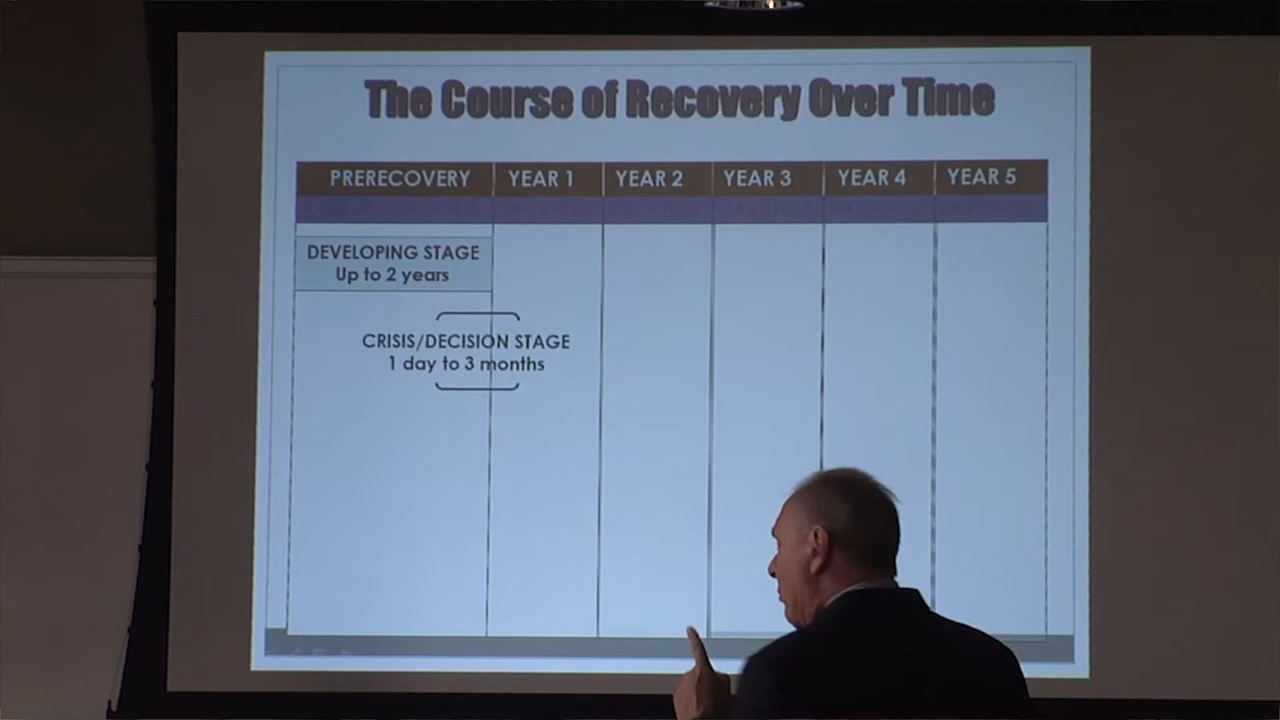 The Course of Recovery Over Time
PRERECOVERY YEAR 1 YEAR 2 YEAR 3 YEAR 4 YEAR 5
DEVELOPING STAGE
Up to 2 years
CRISIS/DECISION STAGE
1 day to 3 months